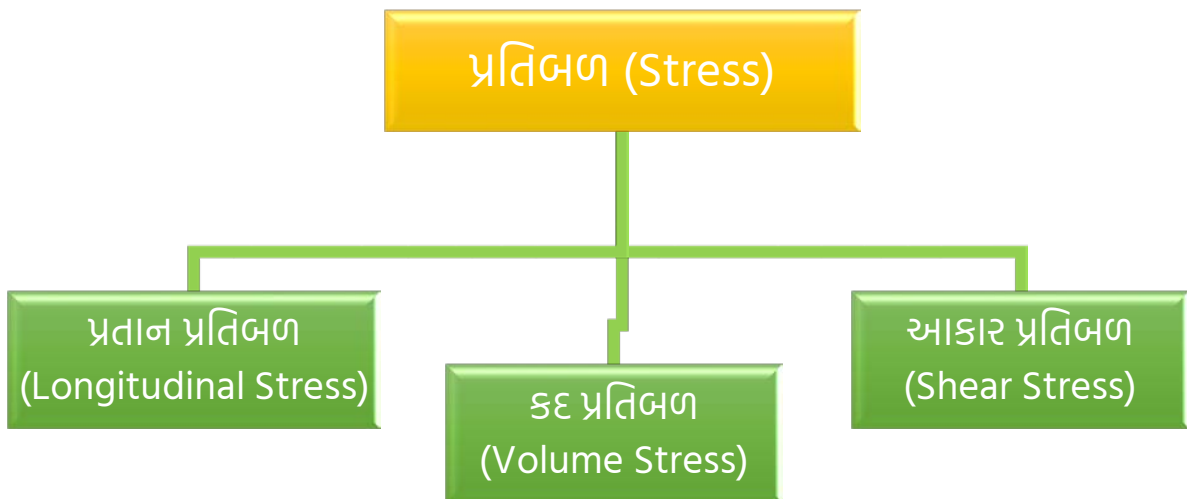 પ્રતિબળ (Stress)
પ્રતાન પ્રતિબળ
(Longitudinal Stress)
કદ પ્રતિબળ
(Volume Stress)
આકાર પ્રતિબળ
(Shear Stress)